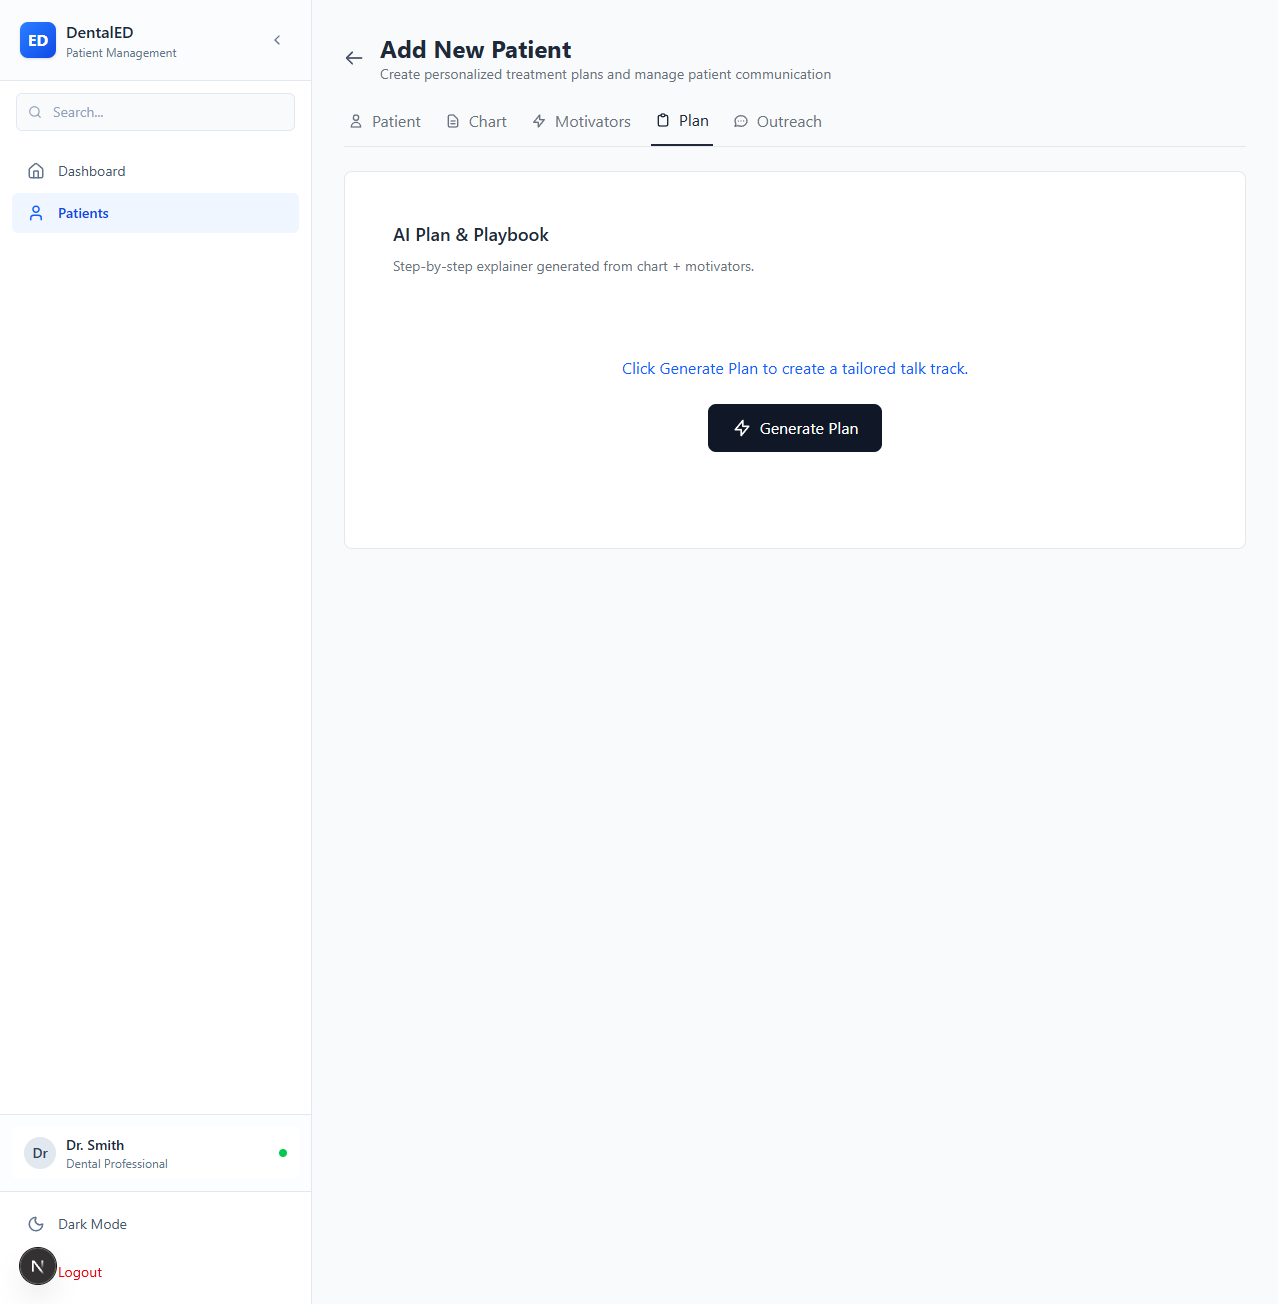 ED
DentalED
Patient Management
Search...
Dashboard
Patients
Dr
Dr. Smith
Dental Professional
Dark Mode
N
Logout
Add New Patient
Create personalized treatment plans and manage patient communication
Patient
Chart
Motivators
Plan
Outreach
AI Plan & Playbook
Step-by-step explainer generated from chart + motivators.
Click Generate Plan to create a tailored talk track.
Generate Plan